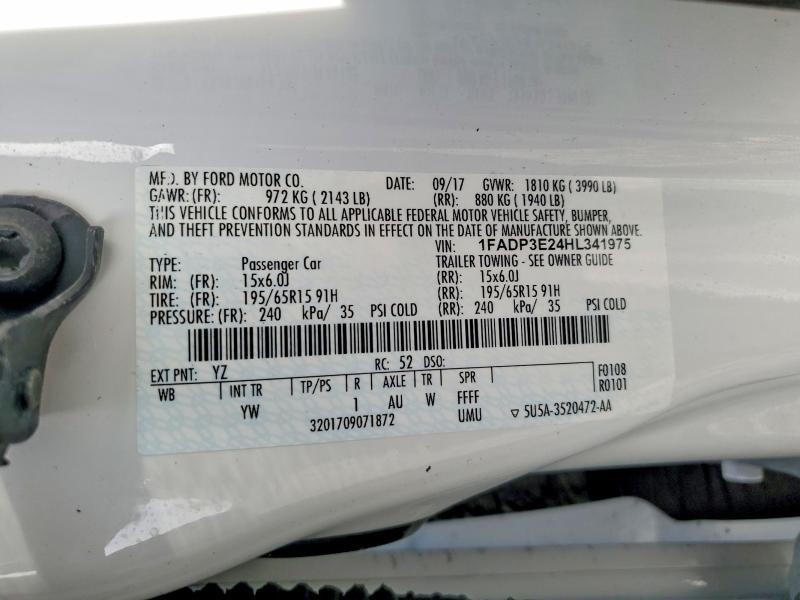 MFD. BY FORD MOTOR CO. DATE: 09/17 GVWR: 1810 KG ( 3990 LB)
GAWR: (FR): 972 KG ( 2143 LB) (RR): 880 KG ( 1940 LB)
THIS VEHICLE CONFORMS TO ALL APPLICABLE FEDERAL MOTOR VEHICLE SAFETY, BUMPER,
AND THEFT PREVENTION STANDARDS IN EFFECT ON THE DATE OF MANUFACTURE SHOWN ABOVE
VIN: 1FADP3E24HL341975
TYPE: Passenger Car TRAILER TOWING - SEE OWNER GUIDE
RIM: (FR): 15x6.0J (RR): 15x6.0J
TIRE: (FR): 195/65R15 91H (RR): 195/65R15 91H
PRESSURE: (FR): 240 kPa/ 35 PSI COLD (RR): 240 kPa/ 35 PSI COLD
EXT PNT: YZ RC: 52 DSO:
WB INT TR TP/PS R AXLE TR SPR F0108
YW 1 AU W FFFF R0101
3201709071872 UMU ▽ 5U5A-3520472-AA